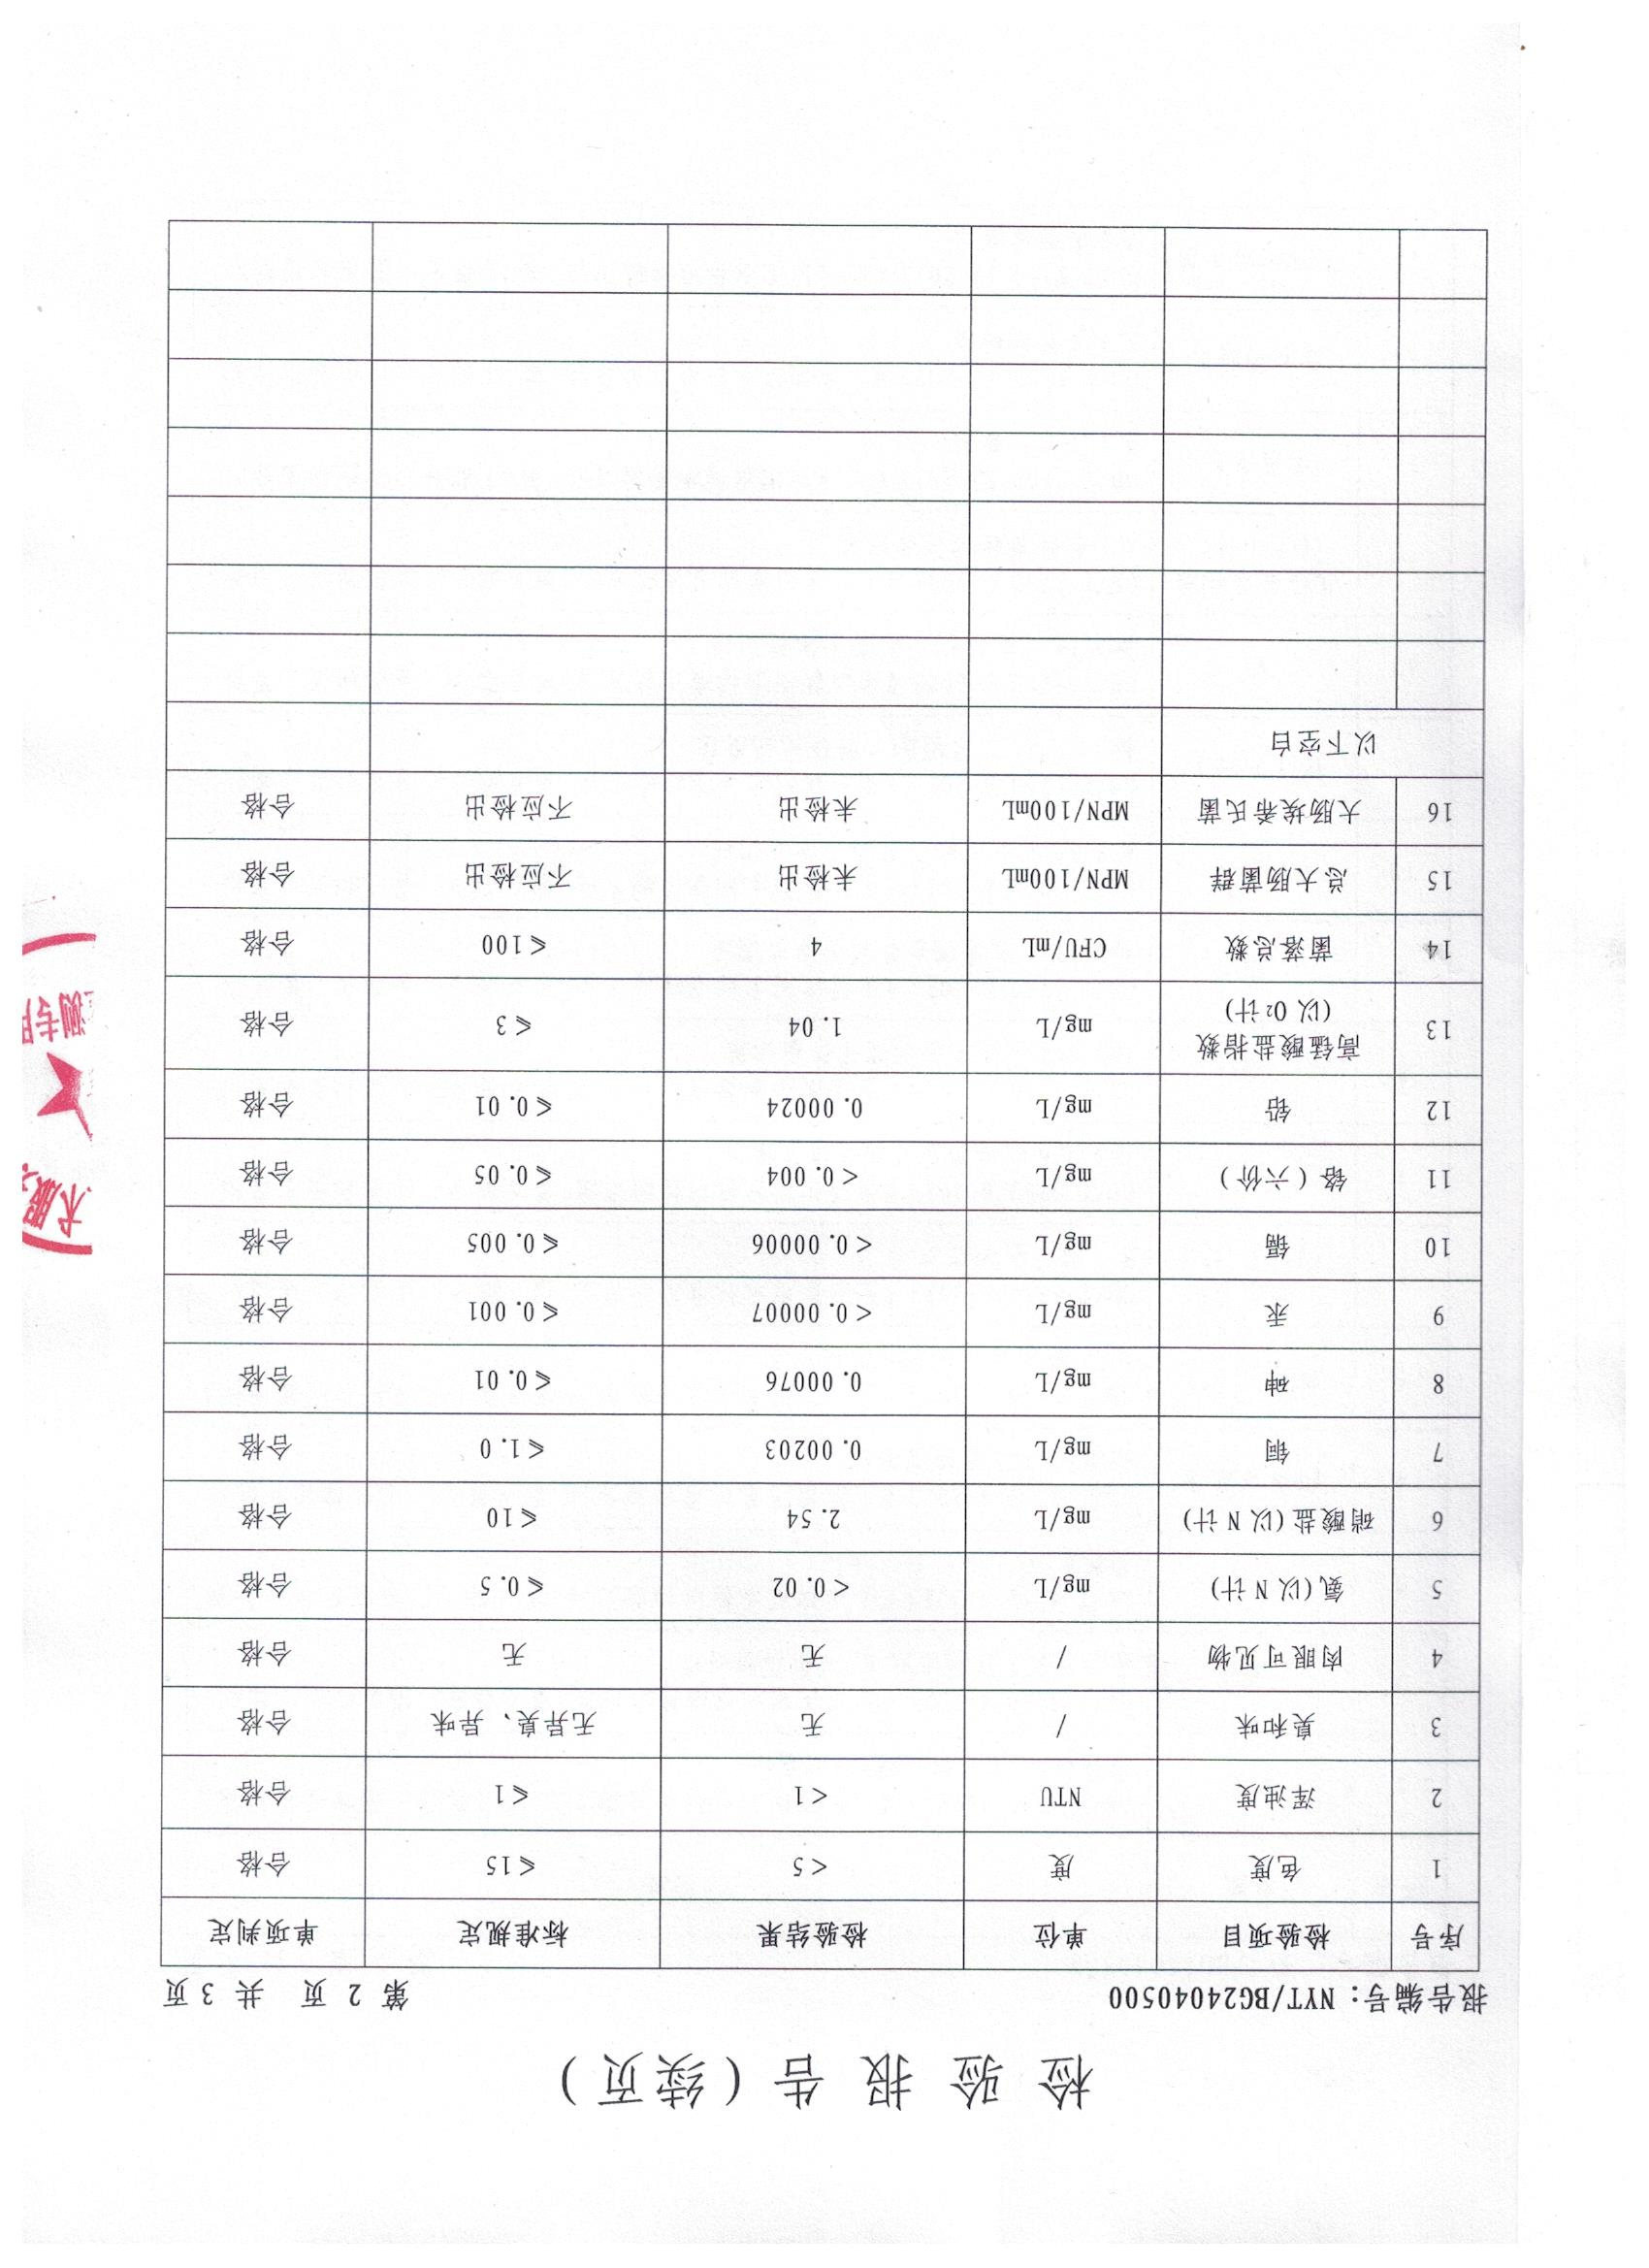 检 验 报 告（续页）
报告编号：NYT/BG24040500 第 2 页 共 3 页
序号 检验项目 单位 检验结果 标准规定 单项判定
1 色度 度 <5 ≤15 合格
2 浑浊度 NTU <1 ≤1 合格
3 臭和味 / 无 无异臭、异味 合格
4 肉眼可见物 / 无 无 合格
5 氨(以 N 计) mg/L <0.02 ≤0.5 合格
6 硝酸盐(以 N 计) mg/L 2.54 ≤10 合格
7 铜 mg/L 0.00203 ≤1.0 合格
8 砷 mg/L 0.00076 ≤0.01 合格
9 汞 mg/L <0.00007 ≤0.001 合格
10 镉 mg/L <0.00006 ≤0.005 合格
11 铬（六价） mg/L <0.004 ≤0.05 合格
12 铅 mg/L 0.00024 ≤0.01 合格
13 高锰酸盐指数 mg/L 1.04 ≤3 合格
(以 O₂ 计)
14 菌落总数 CFU/mL 4 ≤100 合格
15 总大肠菌群 MPN/100mL 未检出 不应检出 合格
16 大肠埃希氏菌 MPN/100mL 未检出 不应检出 合格
以下空白
术服
测专